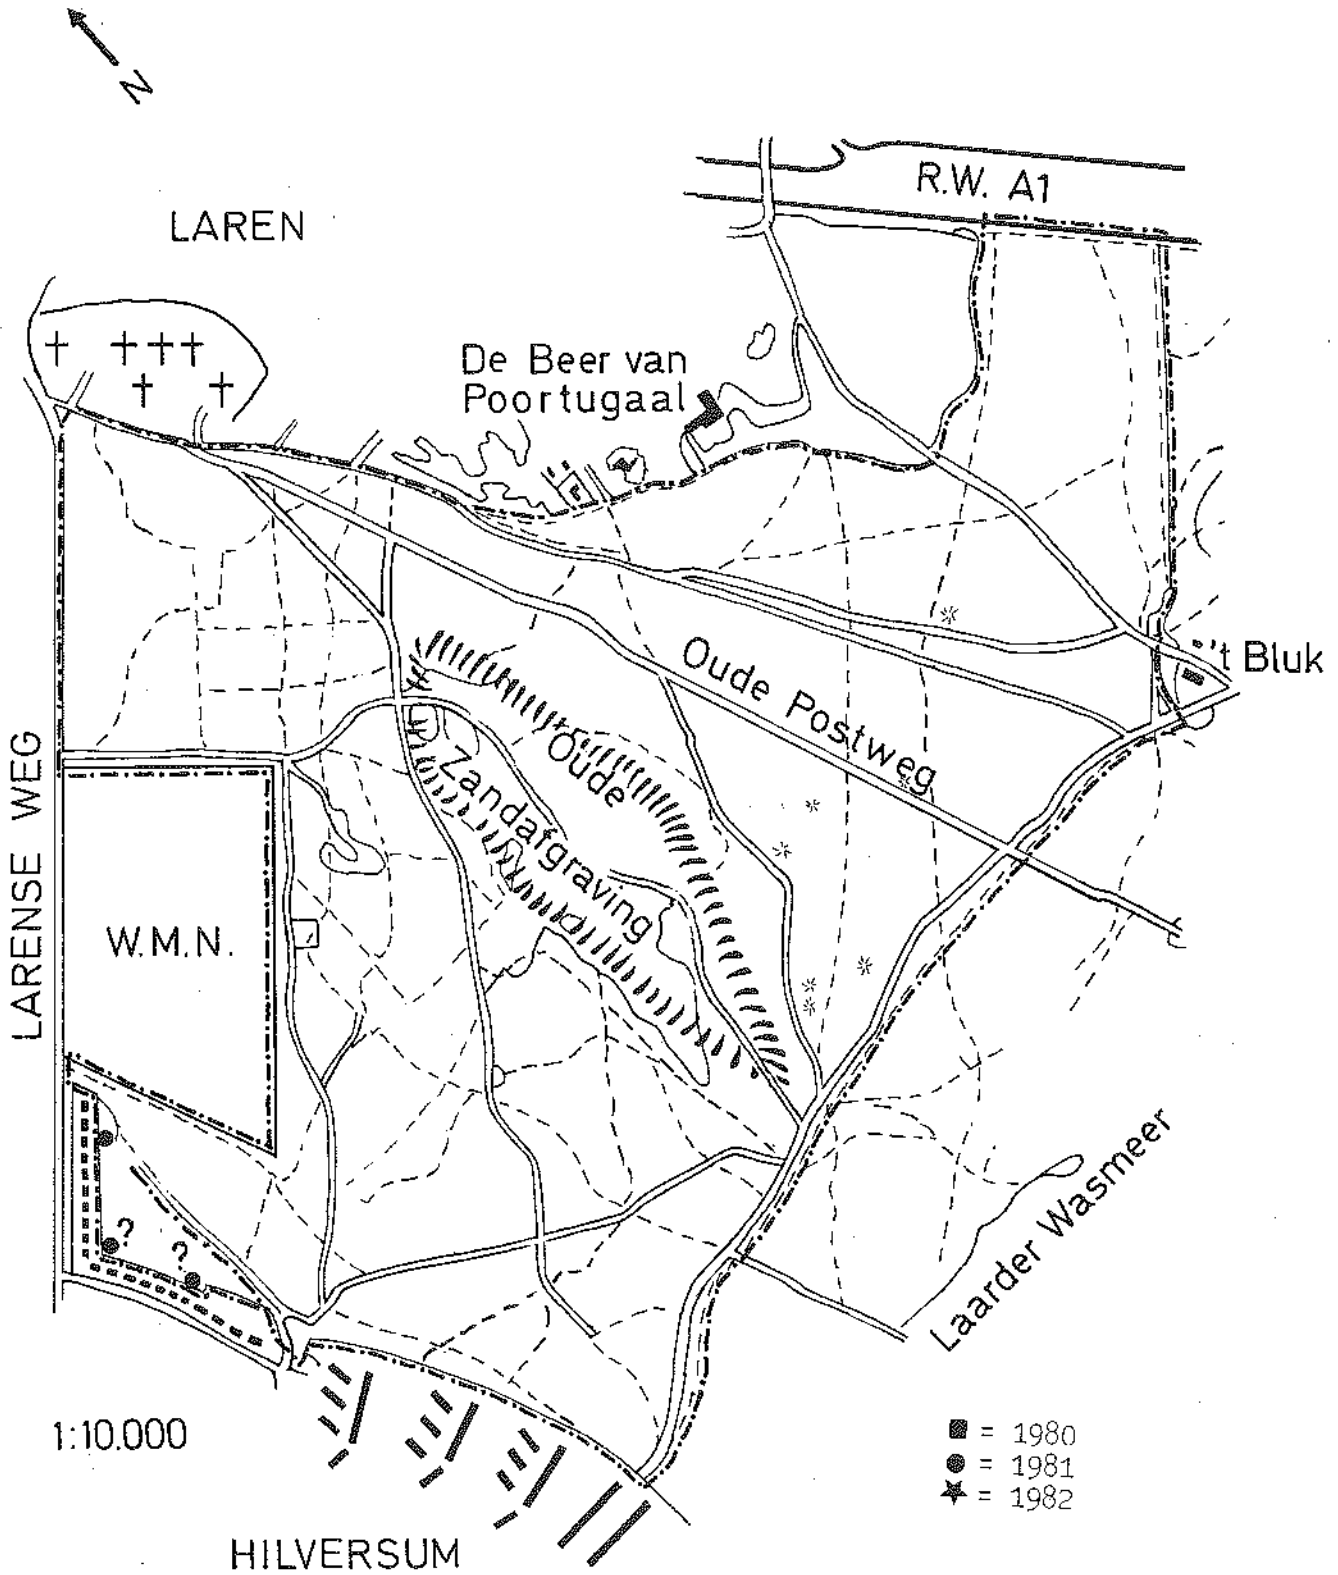 N
LAREN
R.W. A1
De Beer van
Poortugaal
't Bluk
Oude Postweg
Oude
Zandafgraving
LARENSE WEG
W.M.N.
?
?
Laarder Wasmeer
1:10.000
= 1980
= 1981
= 1982
HILVERSUM